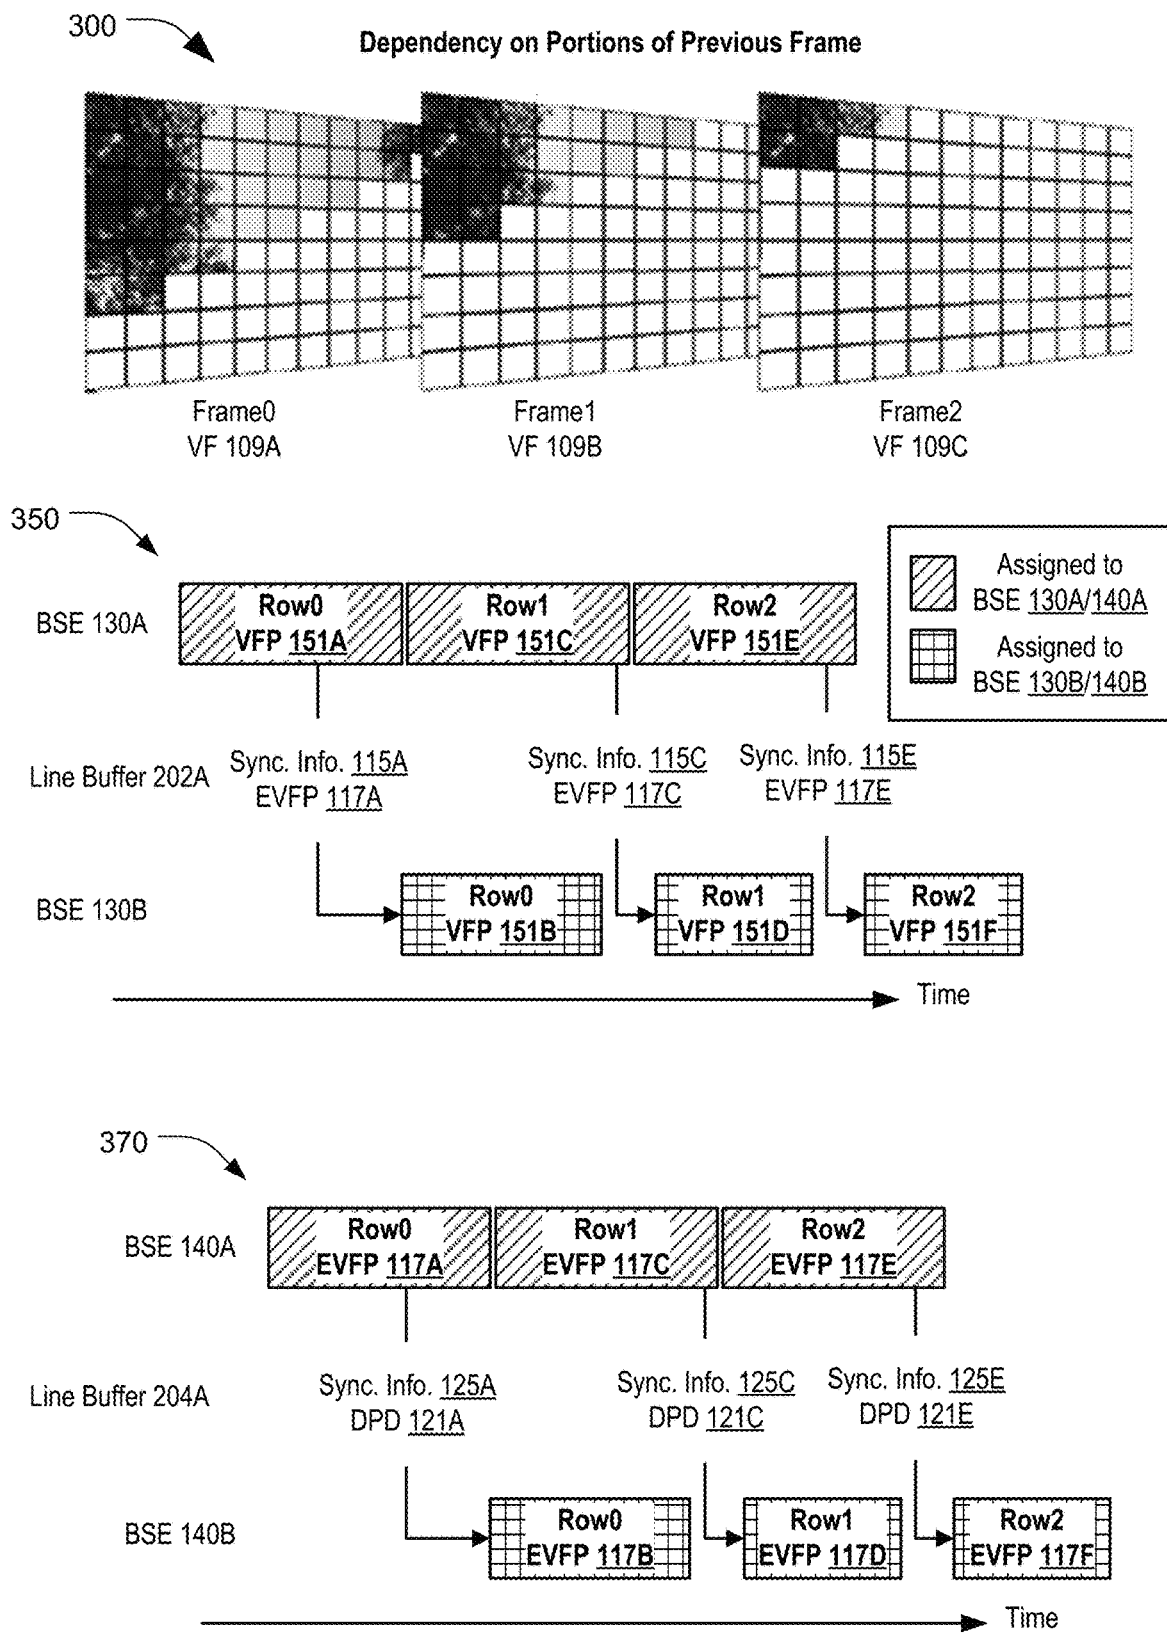 300
Dependency on Portions of Previous Frame
Frame0
VF 109A
Frame1
VF 109B
Frame2
VF 109C
350
Assigned to
BSE 130A/140A
Assigned to
BSE 130B/140B
BSE 130A
Row0
VFP 151A
Row1
VFP 151C
Row2
VFP 151E
Line Buffer 202A
Sync. Info. 115A
EVFP 117A
Sync. Info. 115C
EVFP 117C
Sync. Info. 115E
EVFP 117E
BSE 130B
Row0
VFP 151B
Row1
VFP 151D
Row2
VFP 151F
Time
370
BSE 140A
Row0
EVFP 117A
Row1
EVFP 117C
Row2
EVFP 117E
Line Buffer 204A
Sync. Info. 125A
DPD 121A
Sync. Info. 125C
DPD 121C
Sync. Info. 125E
DPD 121E
BSE 140B
Row0
EVFP 117B
Row1
EVFP 117D
Row2
EVFP 117F
Time